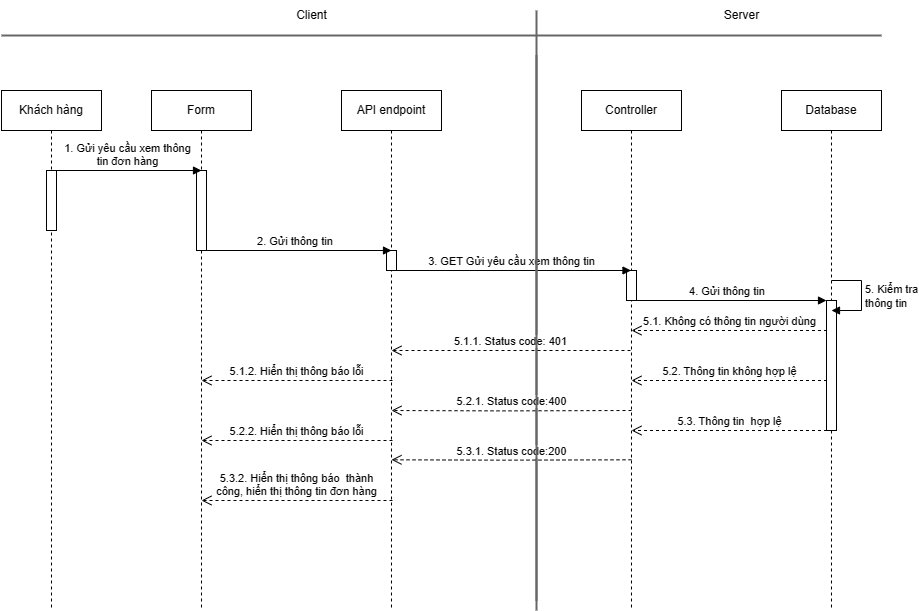 Client
Server
Khách hàng
Form
API endpoint
Controller
Database
1. Gửi yêu cầu xem thông
tin đơn hàng
2. Gửi thông tin
3. GET Gửi yêu cầu xem thông tin
4. Gửi thông tin
5. Kiểm tra
thông tin
5.1. Không có thông tin người dùng
5.1.1. Status code: 401
5.1.2. Hiển thị thông báo lỗi
5.2. Thông tin không hợp lệ
5.2.1. Status code:400
5.2.2. Hiển thị thông báo lỗi
5.3. Thông tin  hợp lệ
5.3.1. Status code:200
5.3.2. Hiển thị thông báo  thành
công, hiển thị thông tin đơn hàng